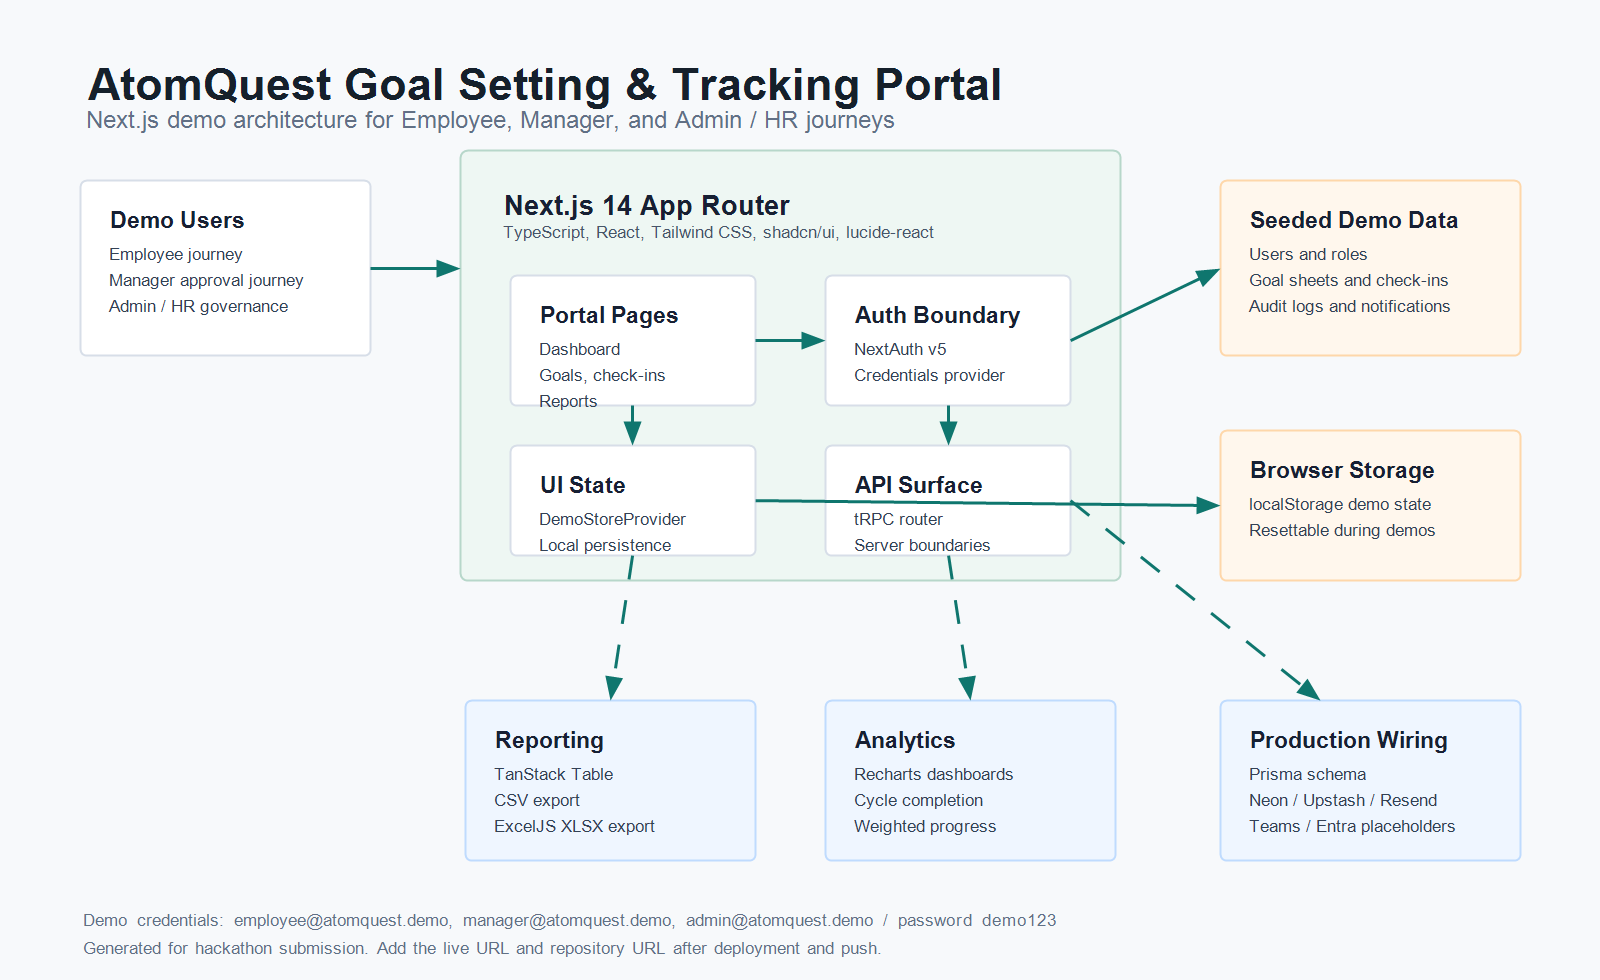 AtomQuest Goal Setting & Tracking Portal
Next.js demo architecture for Employee, Manager, and Admin / HR journeys
Demo Users
Employee journey
Manager approval journey
Admin / HR governance
Next.js 14 App Router
TypeScript, React, Tailwind CSS, shadcn/ui, lucide-react
Portal Pages
Dashboard
Goals, check-ins
Reports
Auth Boundary
NextAuth v5
Credentials provider
UI State
DemoStoreProvider
Local persistence
API Surface
tRPC router
Server boundaries
Seeded Demo Data
Users and roles
Goal sheets and check-ins
Audit logs and notifications
Browser Storage
localStorage demo state
Resettable during demos
Reporting
TanStack Table
CSV export
ExcelJS XLSX export
Analytics
Recharts dashboards
Cycle completion
Weighted progress
Production Wiring
Prisma schema
Neon / Upstash / Resend
Teams / Entra placeholders
Demo credentials: employee@atomquest.demo, manager@atomquest.demo, admin@atomquest.demo / password demo123
Generated for hackathon submission. Add the live URL and repository URL after deployment and push.